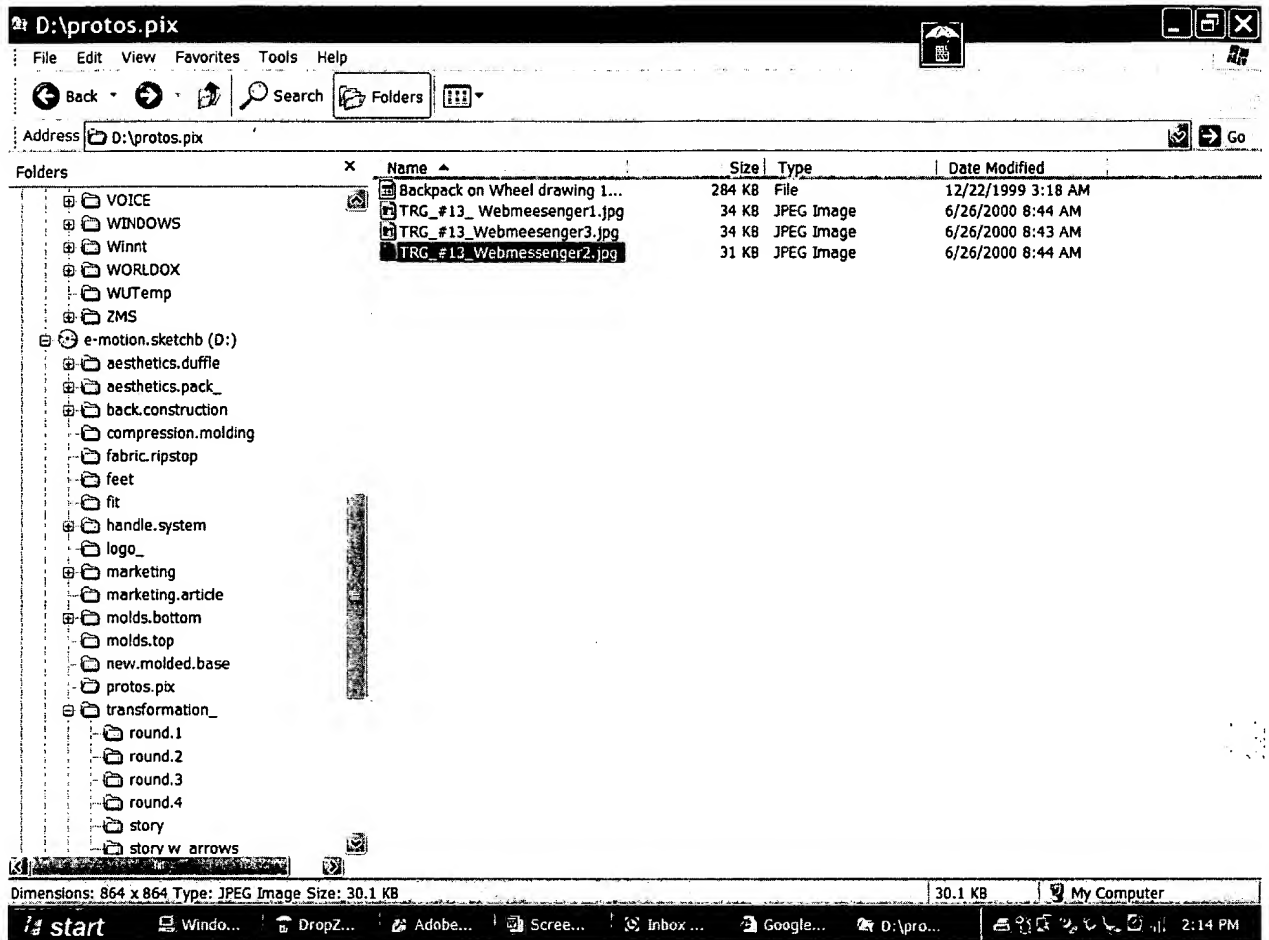 D:\protos.pix
File Edit View Favorites Tools Help
Back Search Folders
Address D:\protos.pix Go
Folders x
VOICE
WINDOWS
Winnt
WORLDOX
WUTemp
ZMS
e-motion.sketchb (D:)
aesthetics.duffle
aesthetics.pack_
back.construction
compression.molding
fabric.ripstop
feet
fit
handle.system
logo_
marketing
marketing.article
molds.bottom
molds.top
new.molded.base
protos.pix
transformation_
round.1
round.2
round.3
round.4
story
story w arrows
Name Size Type Date Modified
Backpack on Wheel drawing 1... 284 KB File 12/22/1999 3:18 AM
TRG_#13_ Webmeesenger1.jpg 34 KB JPEG Image 6/26/2000 8:44 AM
TRG_#13_Webmeesenger3.jpg 34 KB JPEG Image 6/26/2000 8:43 AM
TRG_#13_Webmessenger2.jpg 31 KB JPEG Image 6/26/2000 8:44 AM
Dimensions: 864 x 864 Type: JPEG Image Size: 30.1 KB 30.1 KB My Computer
start Windo... DropZ... Adobe... Scree... Inbox ... Google... D:\pro... 2:14 PM